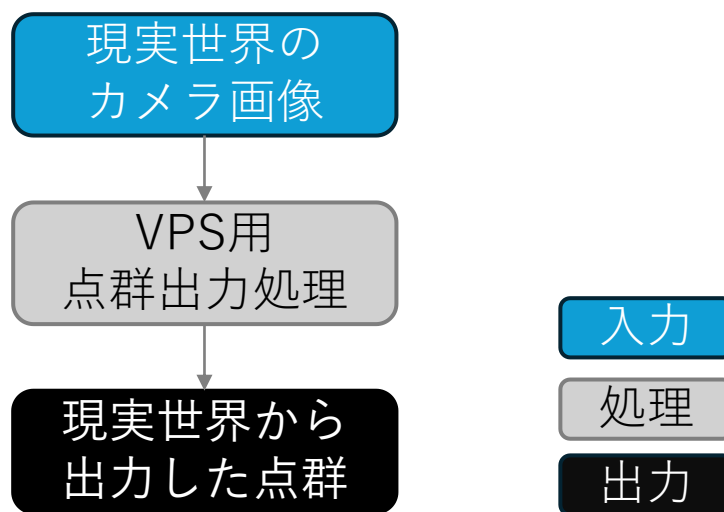 現実世界の
カメラ画像
VPS用
点群出力処理
現実世界から
出力した点群
入力
処理
出力